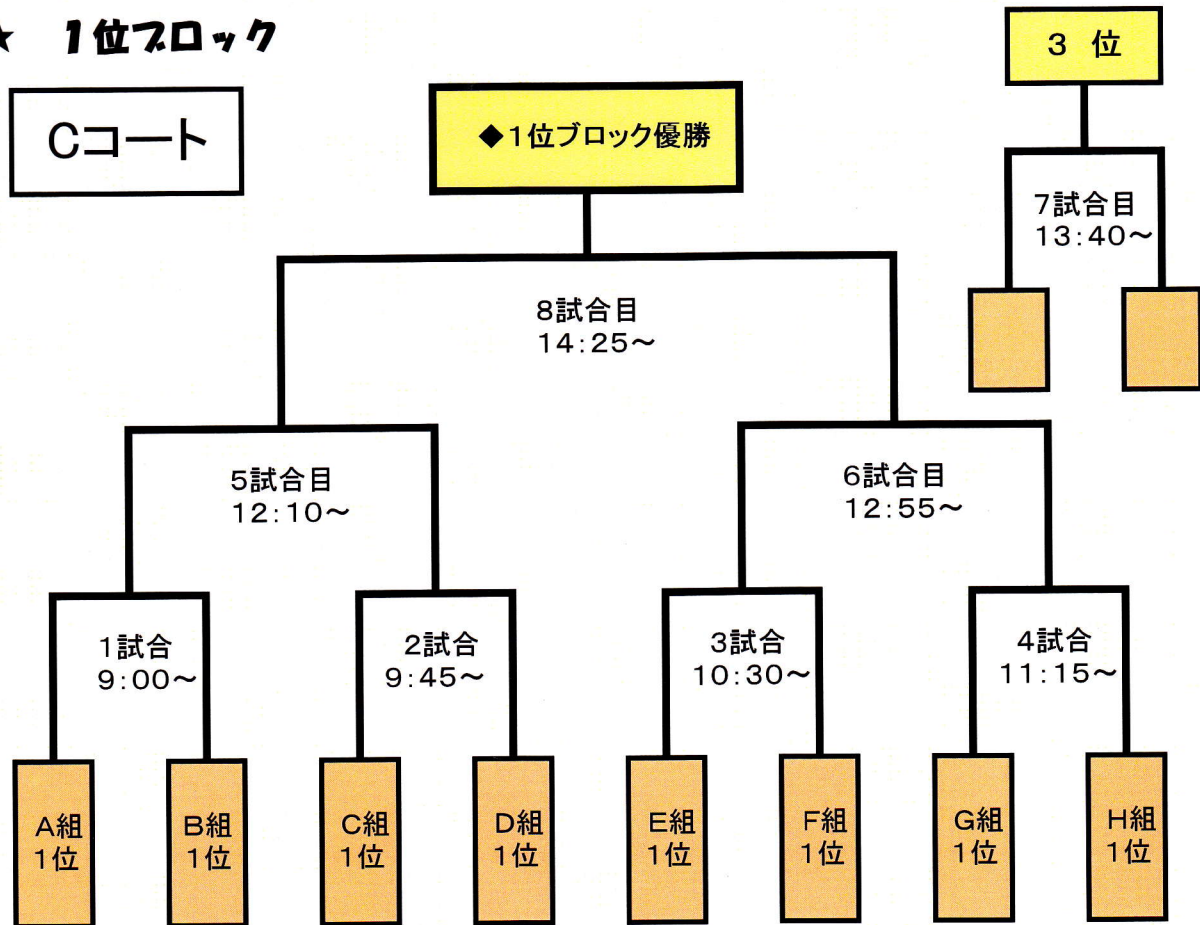 ★ 1位ブロック
3 位
Cコート
◆1位ブロック優勝
7試合目
13:40～
8試合目
14:25～
5試合目
12:10～
6試合目
12:55～
1試合
9:00～
2試合
9:45～
3試合
10:30～
4試合
11:15～
A組
1位
B組
1位
C組
1位
D組
1位
E組
1位
F組
1位
G組
1位
H組
1位